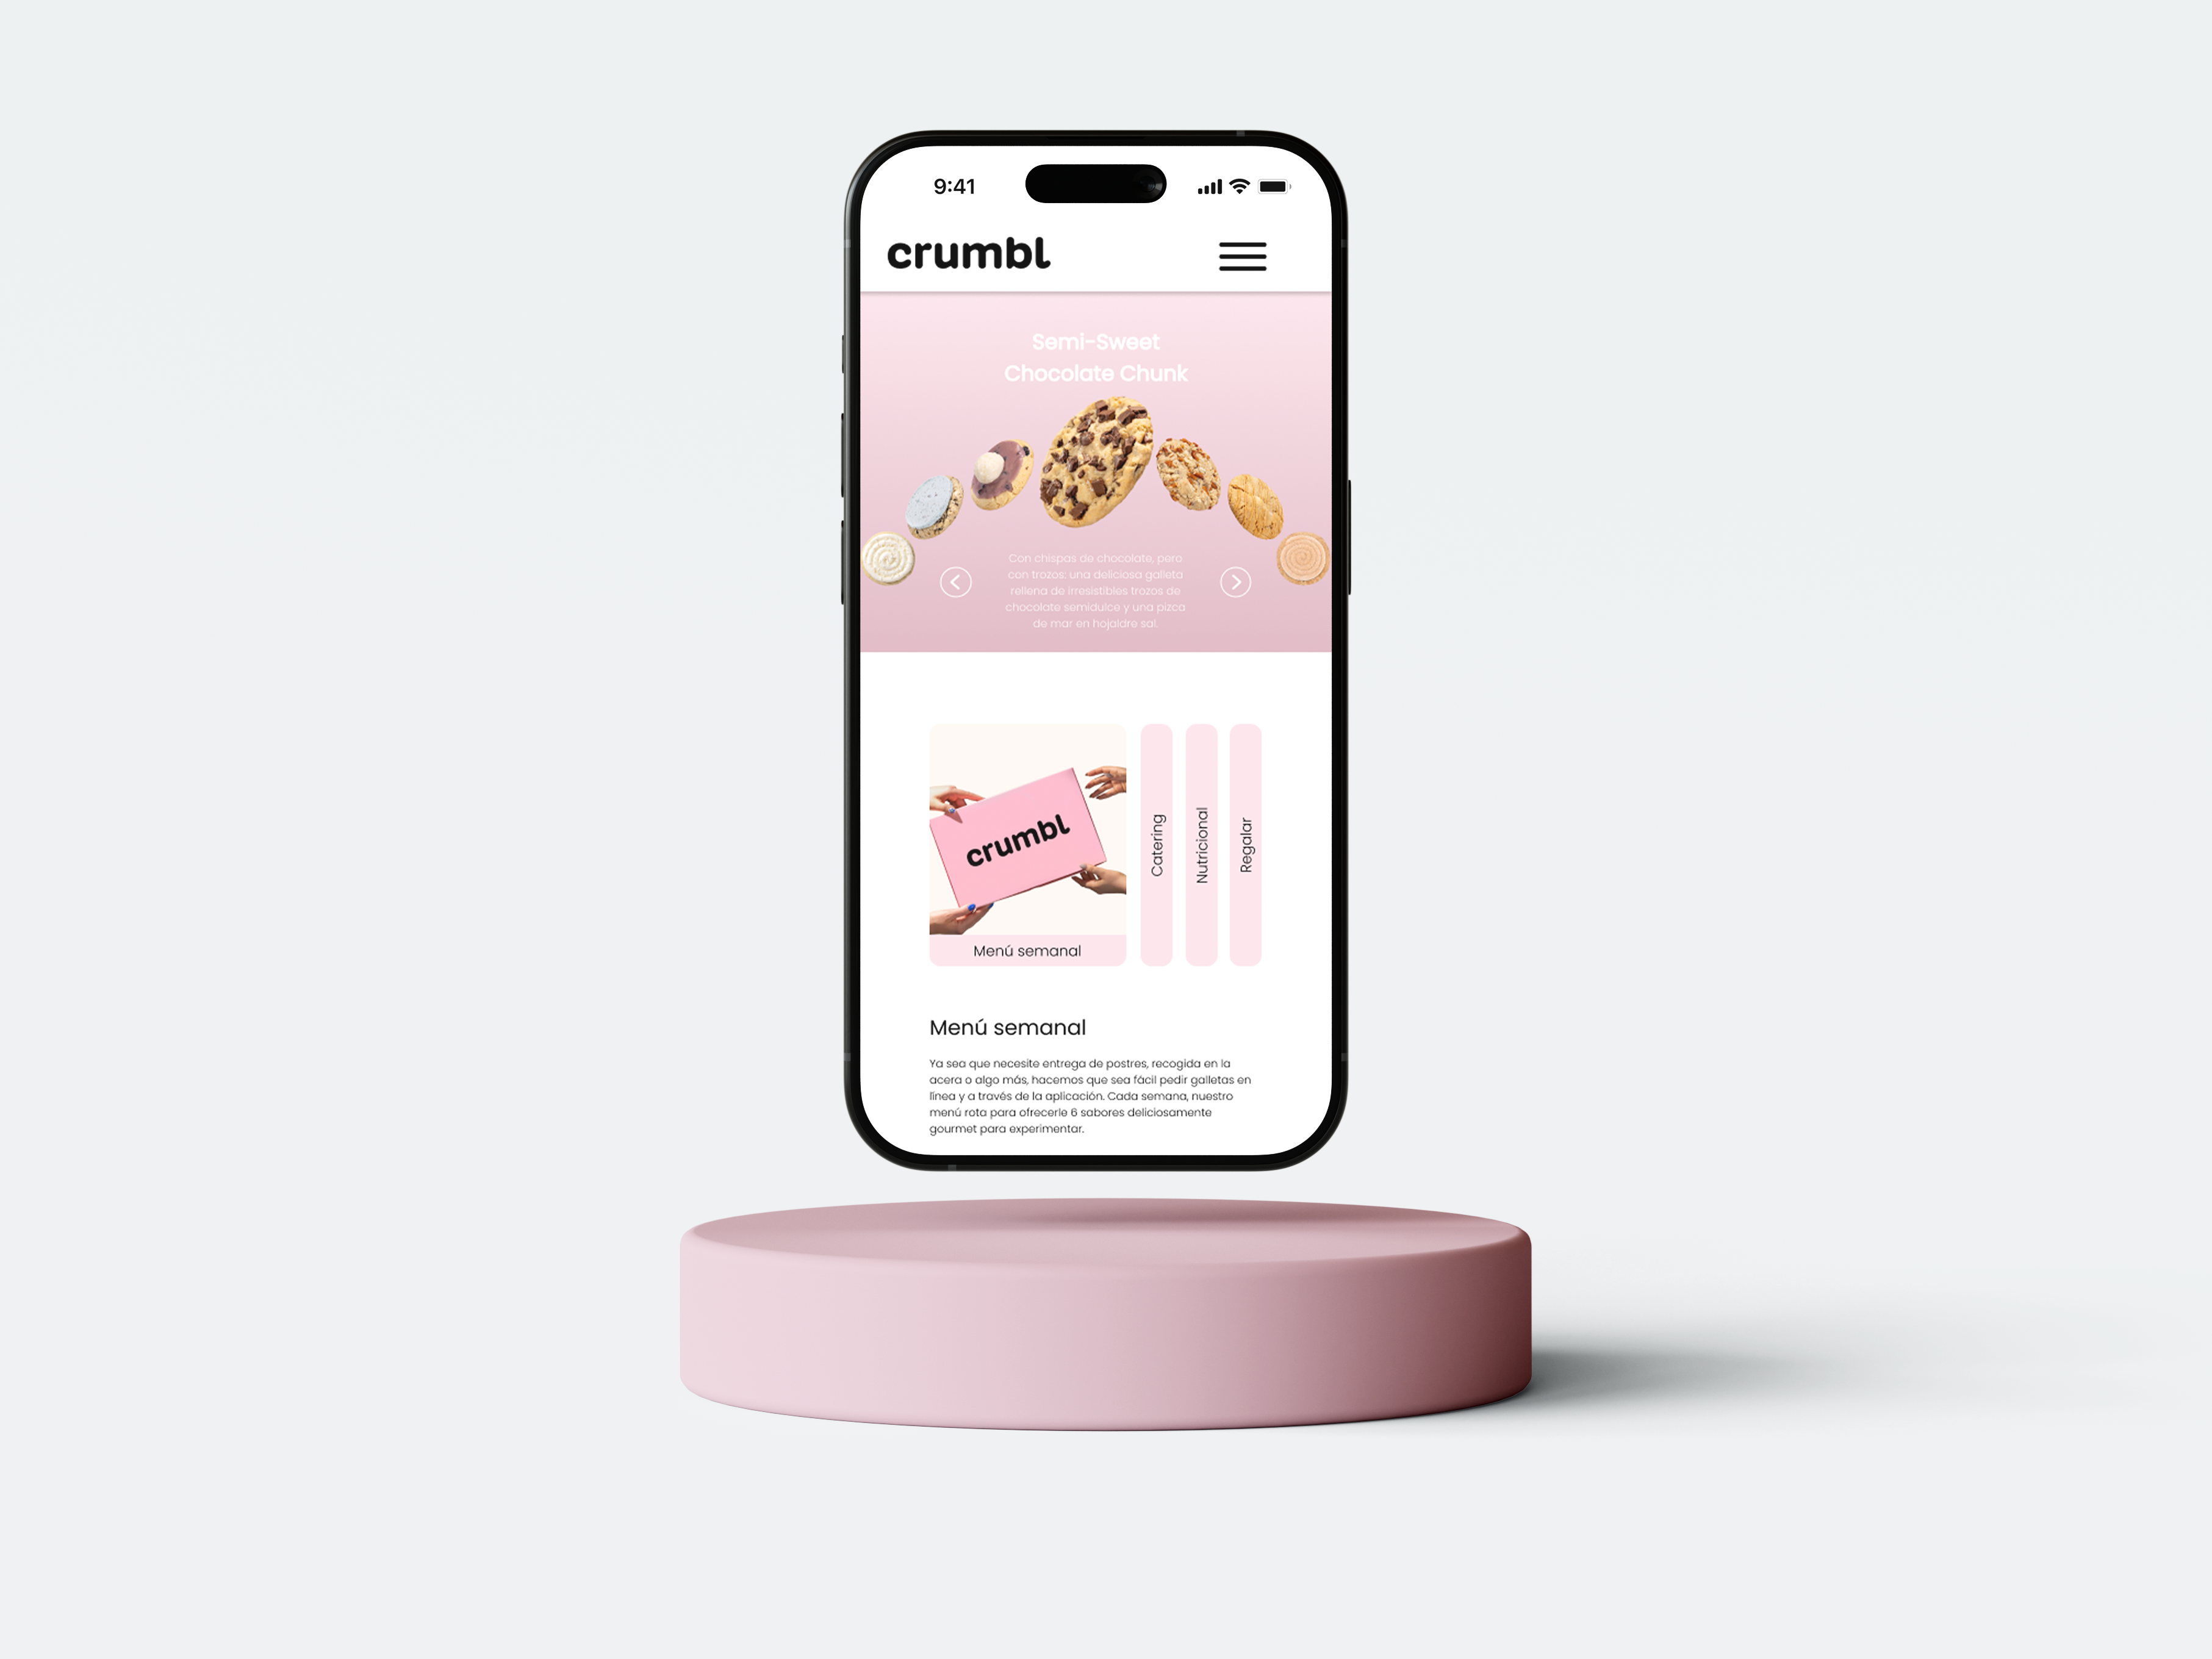 9:41
crumbl
Semi-Sweet
Chocolate Chunk
Con chispas de chocolate, pero
con trozos: una deliciosa galleta
rellena de irresistibles trozos de
chocolate semidulce y una pizca
de mar en hojaldre sal.
crumbl
Menú semanal
Catering
Nutricional
Regalar
Menú semanal
Ya sea que necesite entrega de postres, recogida en la
acera o algo más, hacemos que sea fácil pedir galletas en
línea y a través de la aplicación. Cada semana, nuestro
menú rota para ofrecerle 6 sabores deliciosamente
gourmet para experimentar.